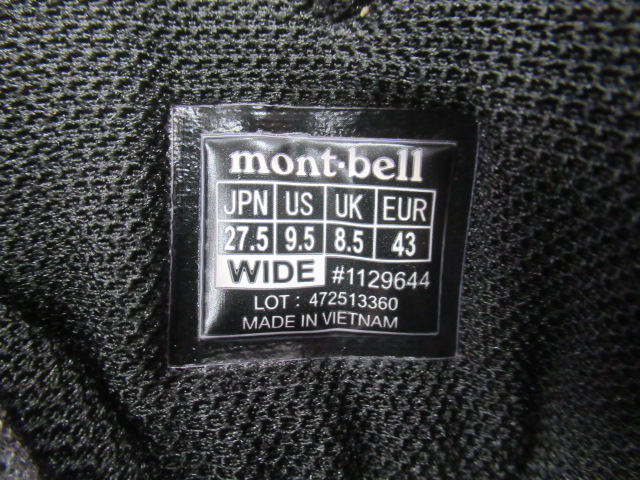 mont-bell
JPN US UK EUR
27.5 9.5 8.5 43
WIDE #1129644
LOT : 472513360
MADE IN VIETNAM